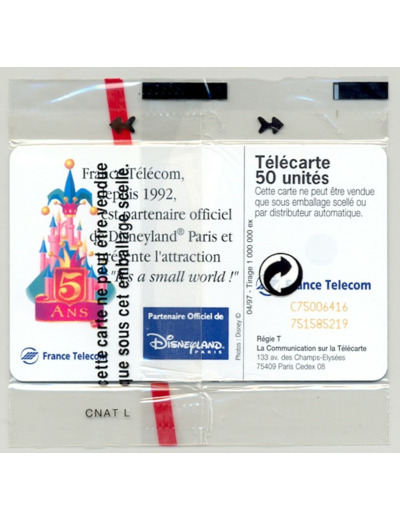 France Télécom,
depuis 1992,
est partenaire officiel
de Disneyland® Paris et
présente l'attraction
"It's a small world !"
5
ANS
France Telecom
Partenaire Officiel de
DISNEYLAND
PARIS
Photos : Disney ©
04/97 - Tirage 1 000 000 ex
Télécarte
50 unités
Cette carte ne peut être vendue
que sous emballage scellé ou
par distributeur automatique.
France Telecom
C75006416
751585219
Régie T
La Communication sur la Télécarte
133 av. des Champs-Elysées
75409 Paris Cedex 08
cette carte ne peut être vendue
que sous cet emballage scellé.
CNAT L